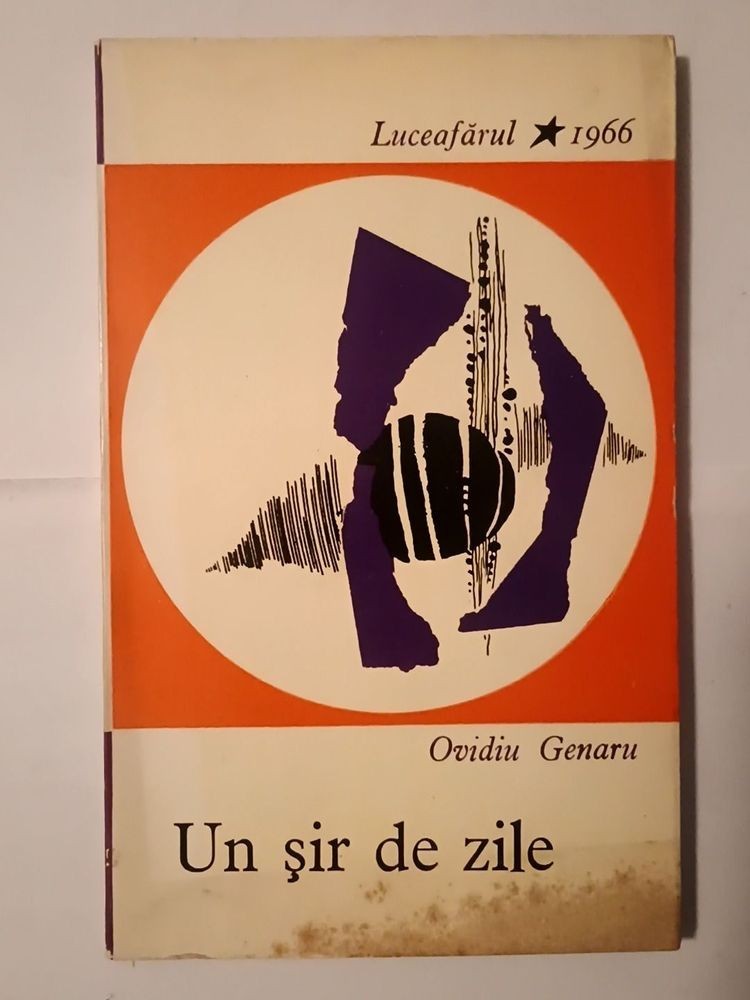 Luceafărul ★ 1966
Ovidiu Genaru
Un şir de zile